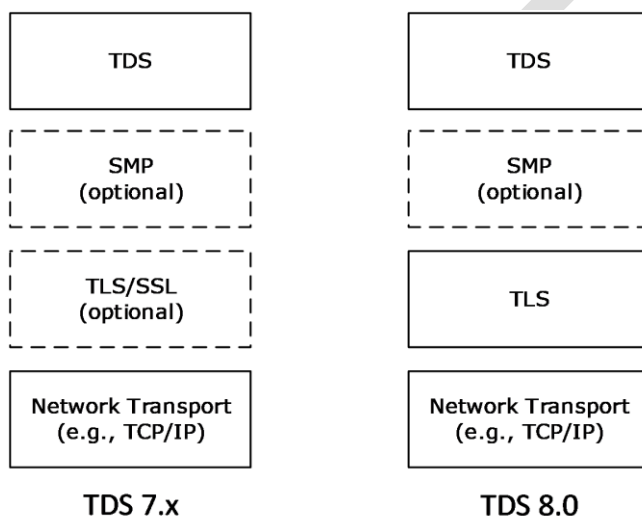 TDS
SMP
(optional)
TLS/SSL
(optional)
Network Transport
(e.g., TCP/IP)
TDS 7.x
TDS
SMP
(optional)
TLS
Network Transport
(e.g., TCP/IP)
TDS 8.0